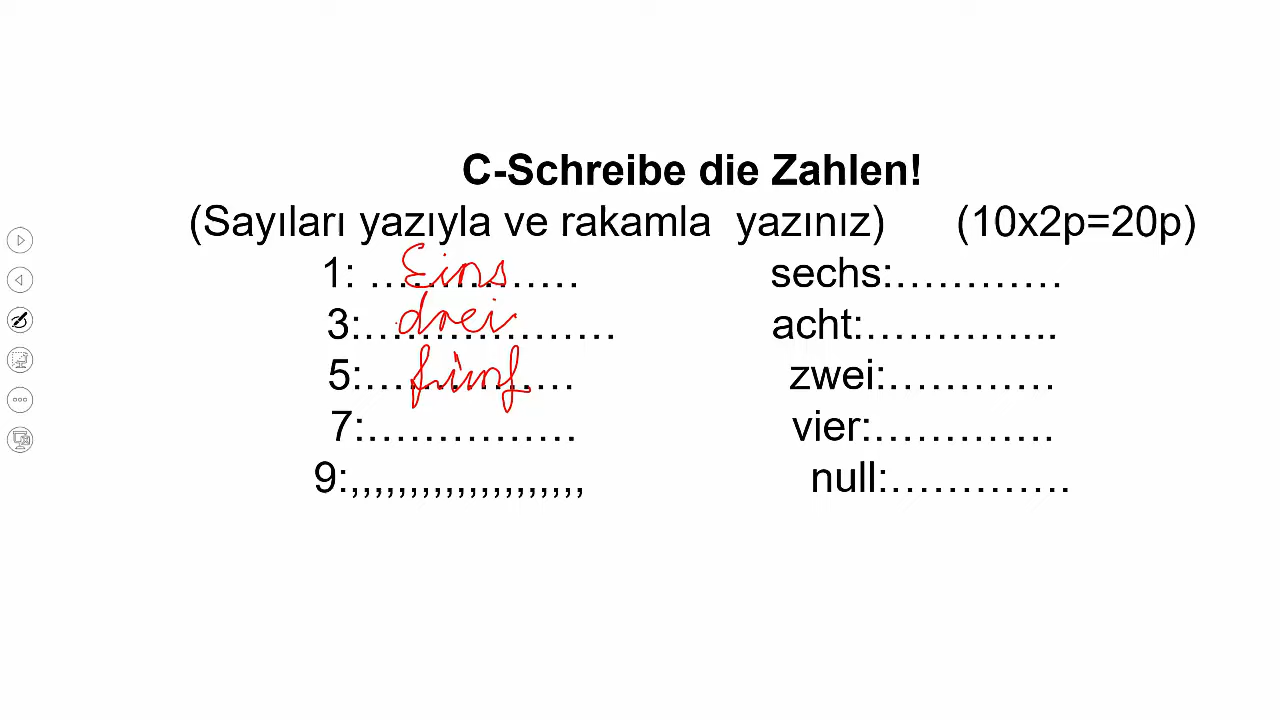 C-Schreibe die Zahlen!
(Sayıları yazıyla ve rakamla yazınız) (10x2p=20p)
1: …Eins………… sechs:…………
3:…drei……………… acht:…………..
5:……fünf………… zwei:…………
7:…………… vier:………….
9:,,,,,,,,,,,,,,,,,,,, null:………….